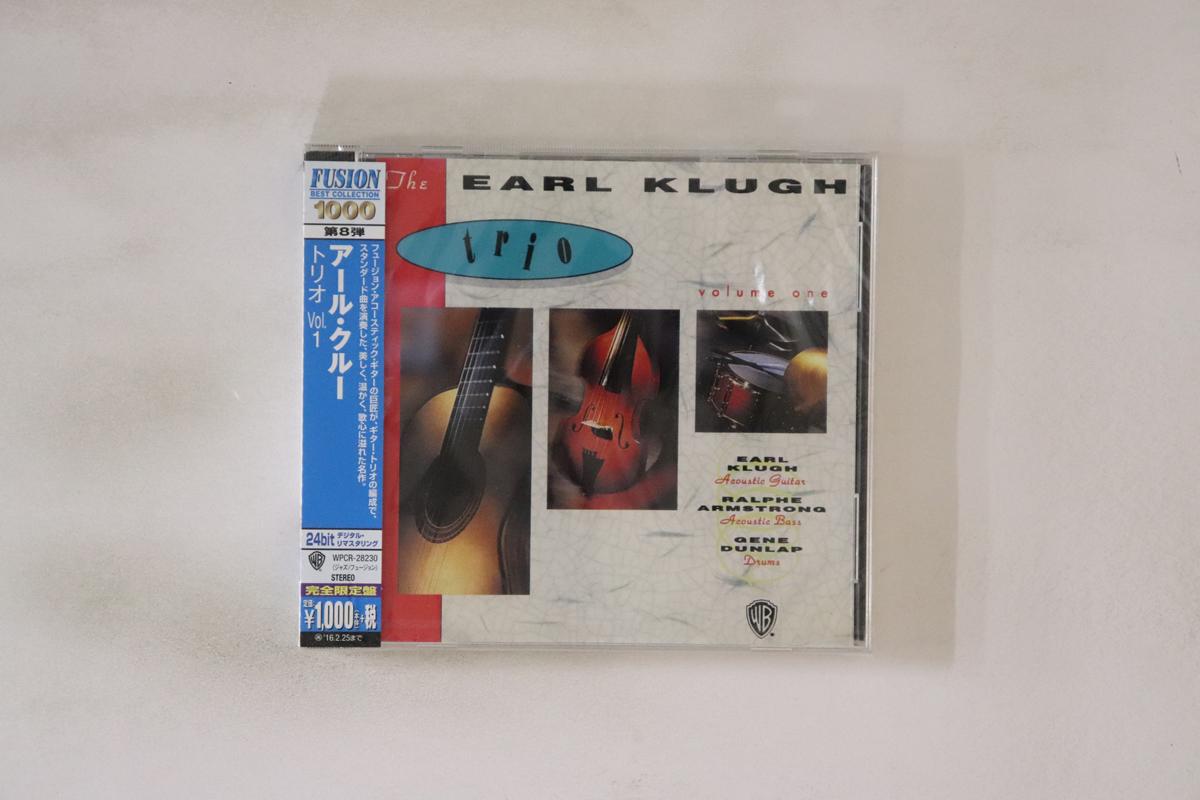 FUSION
BEST COLLECTION
1000
第8弾
フュージョン・アコースティック・ギターの巨匠が、ギター・トリオの編成で、
スタンダード曲を演奏した、美しく、温かく、歌心に溢れた名作。
アール・クルー
トリオ Vol.1
24bit デジタル・
リマスタリング
WB WPCR-28230
(ジャズ/フュージョン)
STEREO
完全限定盤
定価¥1,000(本体)+税
'16.2.25まで
The EARL KLUGH
trio
volume one
EARL
KLUGH
Acoustic Guitar
RALPHE
ARMSTRONG
Acoustic Bass
GENE
DUNLAP
Drums
WB